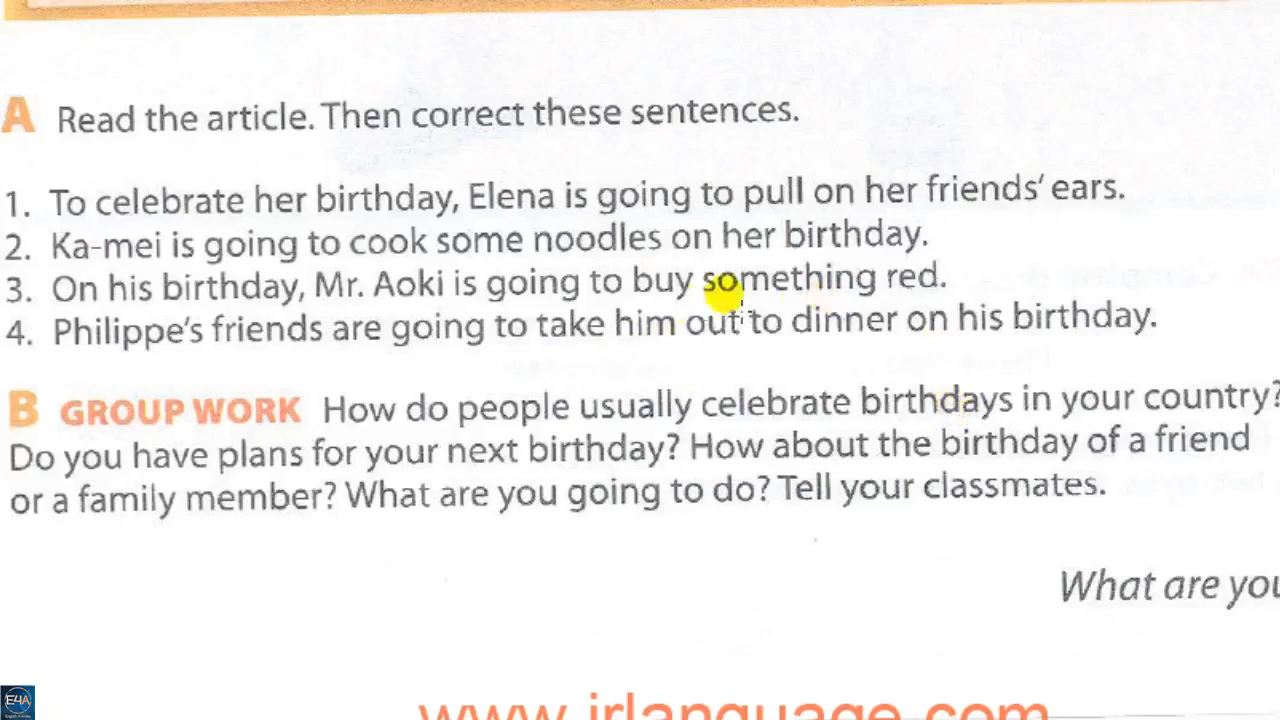 A Read the article. Then correct these sentences.
1. To celebrate her birthday, Elena is going to pull on her friends' ears.
2. Ka-mei is going to cook some noodles on her birthday.
3. On his birthday, Mr. Aoki is going to buy something red.
4. Philippe's friends are going to take him out to dinner on his birthday.
B GROUP WORK How do people usually celebrate birthdays in your country?
Do you have plans for your next birthday? How about the birthday of a friend
or a family member? What are you going to do? Tell your classmates.
What are you
E4A
www.irlanguage.com